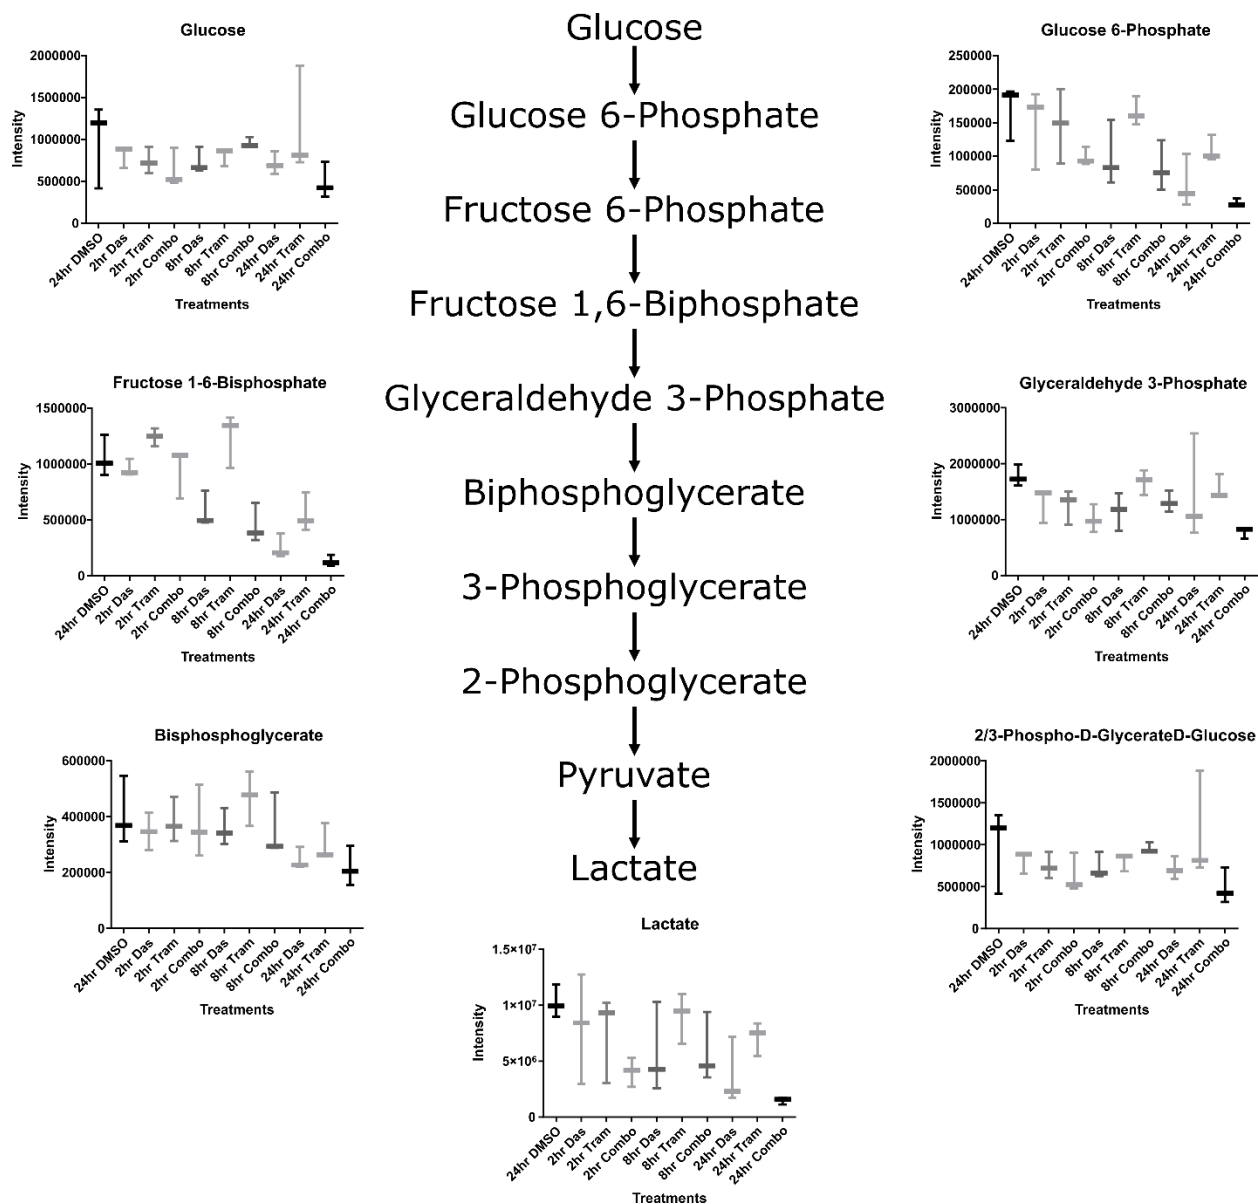 Glucose
Glucose 6-Phosphate
Fructose 6-Phosphate
Fructose 1,6-Biphosphate
Glyceraldehyde 3-Phosphate
Biphosphoglycerate
3-Phosphoglycerate
2-Phosphoglycerate
Pyruvate
Lactate
Glucose
2000000
1500000
1000000
500000
0
Intensity
24hr DMSO
2hr Das
2hr Tram
2hr Combo
8hr Das
8hr Tram
8hr Combo
24hr Das
24hr Tram
24hr Combo
Treatments
Glucose 6-Phosphate
250000
200000
150000
100000
50000
0
Intensity
24hr DMSO
2hr Das
2hr Tram
2hr Combo
8hr Das
8hr Tram
8hr Combo
24hr Das
24hr Tram
24hr Combo
Treatments
Fructose 1-6-Bisphosphate
1500000
1000000
500000
0
Intensity
24hr DMSO
2hr Das
2hr Tram
2hr Combo
8hr Das
8hr Tram
8hr Combo
24hr Das
24hr Tram
24hr Combo
Treatments
Glyceraldehyde 3-Phosphate
3000000
2000000
1000000
0
Intensity
24hr DMSO
2hr Das
2hr Tram
2hr Combo
8hr Das
8hr Tram
8hr Combo
24hr Das
24hr Tram
24hr Combo
Treatments
Bisphosphoglycerate
600000
400000
200000
0
Intensity
24hr DMSO
2hr Das
2hr Tram
2hr Combo
8hr Das
8hr Tram
8hr Combo
24hr Das
24hr Tram
24hr Combo
Treatments
2/3-Phospho-D-GlycerateD-Glucose
2000000
1500000
1000000
500000
0
Intensity
24hr DMSO
2hr Das
2hr Tram
2hr Combo
8hr Das
8hr Tram
8hr Combo
24hr Das
24hr Tram
24hr Combo
Treatments
Lactate
1.5×10⁷
1×10⁷
5×10⁶
0
Intensity
24hr DMSO
2hr Das
2hr Tram
2hr Combo
8hr Das
8hr Tram
8hr Combo
24hr Das
24hr Tram
24hr Combo
Treatments